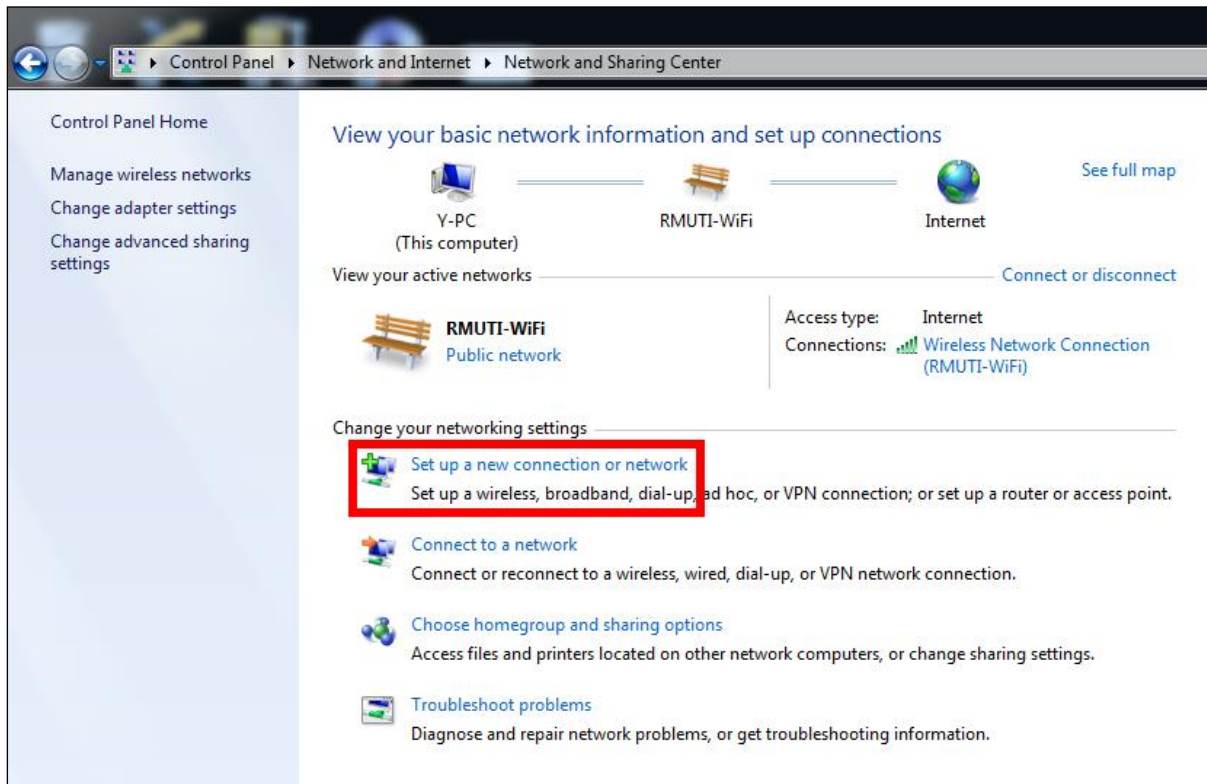 Control Panel Network and Internet Network and Sharing Center
Control Panel Home
Manage wireless networks
Change adapter settings
Change advanced sharing
settings
View your basic network information and set up connections
See full map
Y-PC
(This computer)
RMUTI-WiFi
Internet
View your active networks
Connect or disconnect
RMUTI-WiFi
Public network
Access type: Internet
Connections: Wireless Network Connection
(RMUTI-WiFi)
Change your networking settings
Set up a new connection or network
Set up a wireless, broadband, dial-up, ad hoc, or VPN connection; or set up a router or access point.
Connect to a network
Connect or reconnect to a wireless, wired, dial-up, or VPN network connection.
Choose homegroup and sharing options
Access files and printers located on other network computers, or change sharing settings.
Troubleshoot problems
Diagnose and repair network problems, or get troubleshooting information.